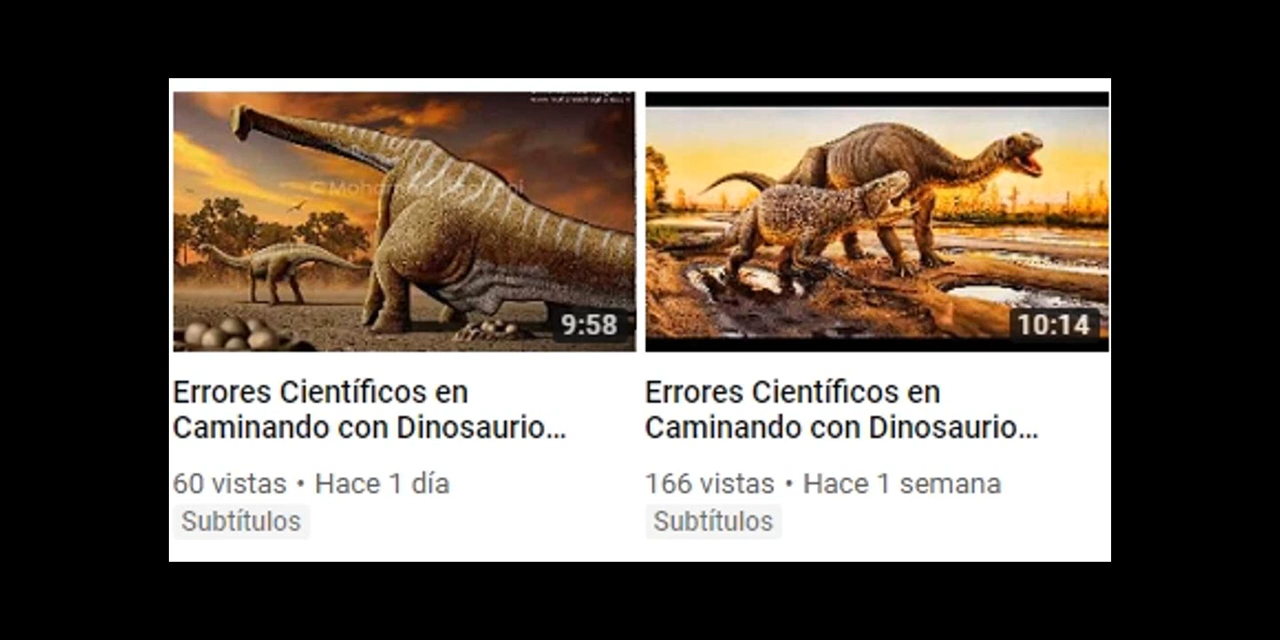 9:58
10:14
Errores Científicos en
Caminando con Dinosaurio...
60 vistas • Hace 1 día
Subtítulos
Errores Científicos en
Caminando con Dinosaurio...
166 vistas • Hace 1 semana
Subtítulos